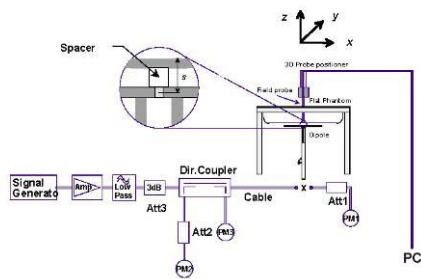 z
y
x
Spacer
s
3D Probe positioner
Field probe
Flat Phantom
Dipole
Dir.Coupler
Signal
Generato
Amp
Low
Pass
3dB
Cable
x
Att1
Att3
Att2
PM3
PM1
PM2
PC